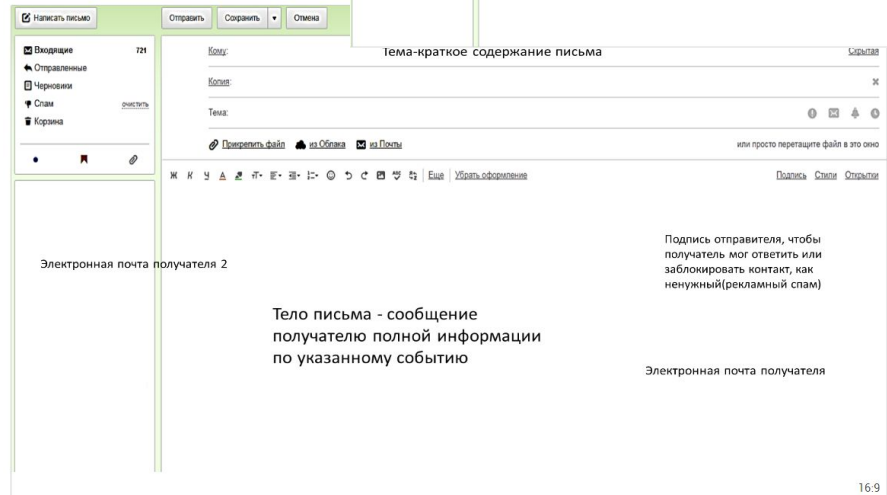 Написать письмо
Отправить Сохранить Отмена
Входящие 721
Отправленные
Черновики
Спам очистить
Корзина
Кому: Тема-краткое содержание письма Скрытая
Копия:
Тема:
Прикрепить файл из Облака из Почты или просто перетащите файл в это окно
Ж К Ч А Еще Убрать оформление Подпись Стили Открытки
Подпись отправителя, чтобы
получатель мог ответить или
заблокировать контакт, как
ненужный(рекламный спам)
Электронная почта получателя 2
Тело письма - сообщение
получателю полной информации
по указанному событию
Электронная почта получателя
16:9